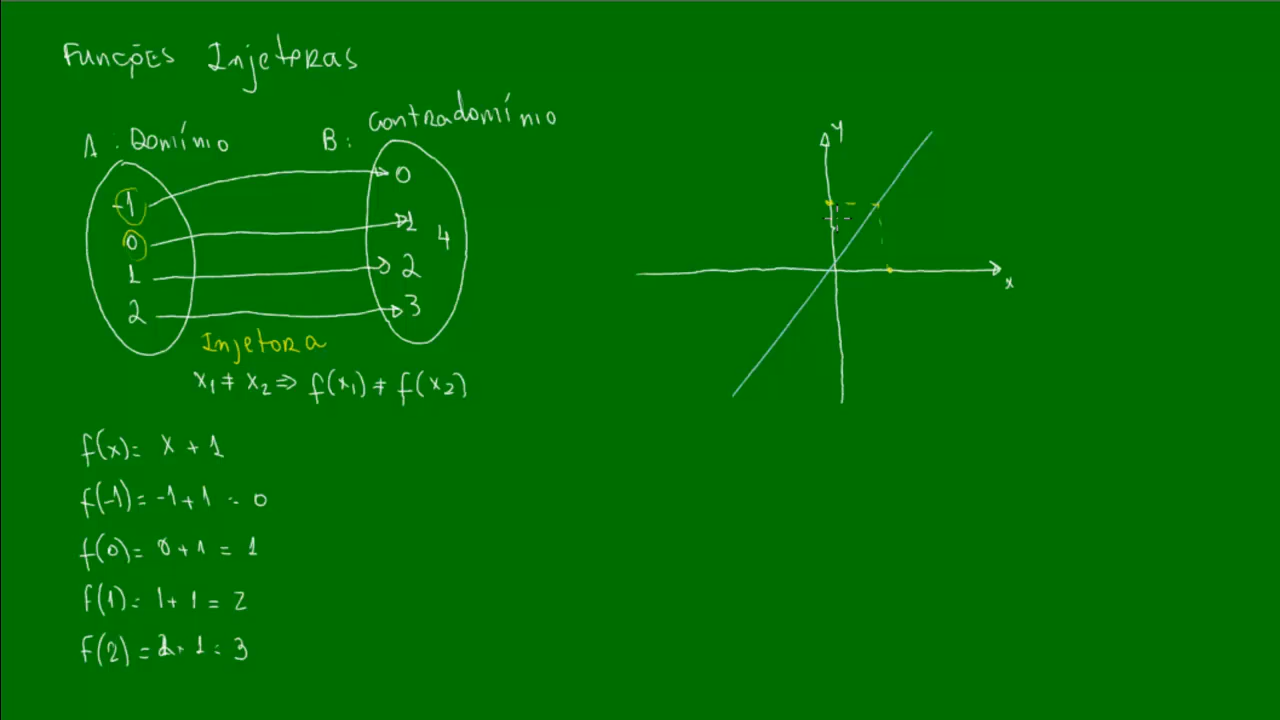 Funções Injetoras
A : Domínio
B : Contradomínio
-1
0
1
2
0
1
2
3
4
Injetora
x₁ ≠ x₂ ⇒ f(x₁) ≠ f(x₂)
f(x) = x + 1
f(-1) = -1 + 1 = 0
f(0) = 0 + 1 = 1
f(1) = 1 + 1 = 2
f(2) = 2 + 1 = 3
y
x